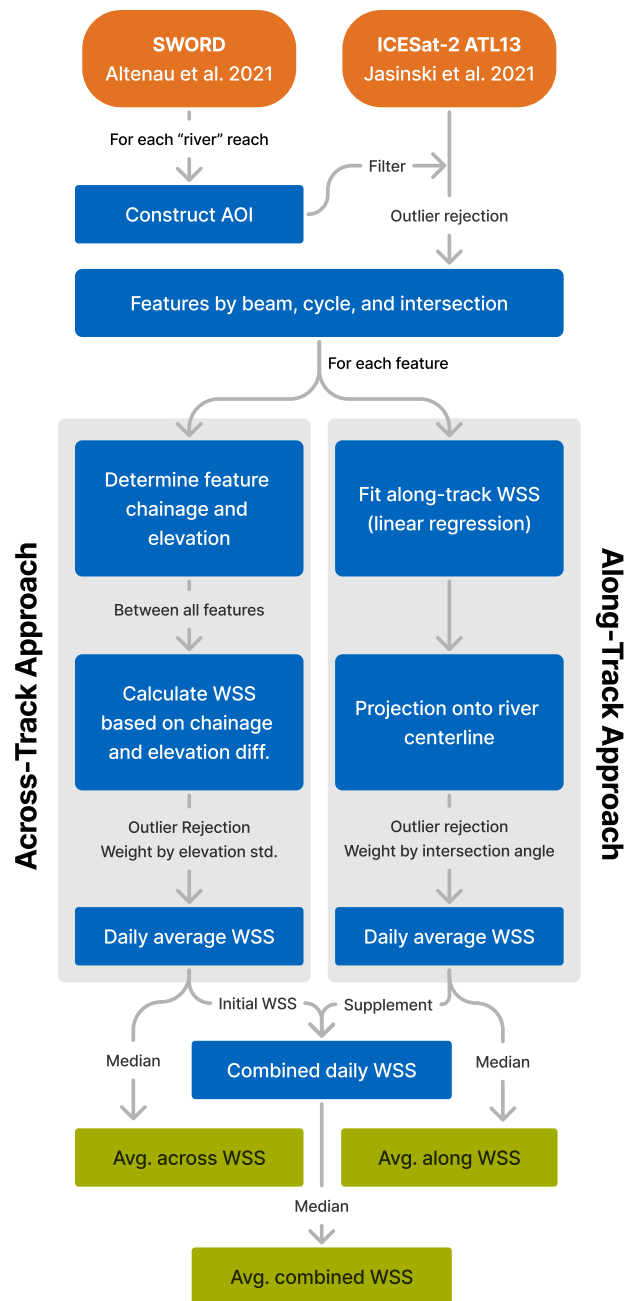 SWORD
Altenau et al. 2021
ICESat-2 ATL13
Jasinski et al. 2021
For each “river” reach
Filter
Construct AOI
Outlier rejection
Features by beam, cycle, and intersection
For each feature
Across-Track Approach
Determine feature
chainage and
elevation
Between all features
Calculate WSS
based on chainage
and elevation diff.
Outlier Rejection
Weight by elevation std.
Daily average WSS
Along-Track Approach
Fit along-track WSS
(linear regression)
Projection onto river
centerline
Outlier rejection
Weight by intersection angle
Daily average WSS
Initial WSS
Supplement
Median
Combined daily WSS
Median
Avg. across WSS
Avg. along WSS
Median
Avg. combined WSS